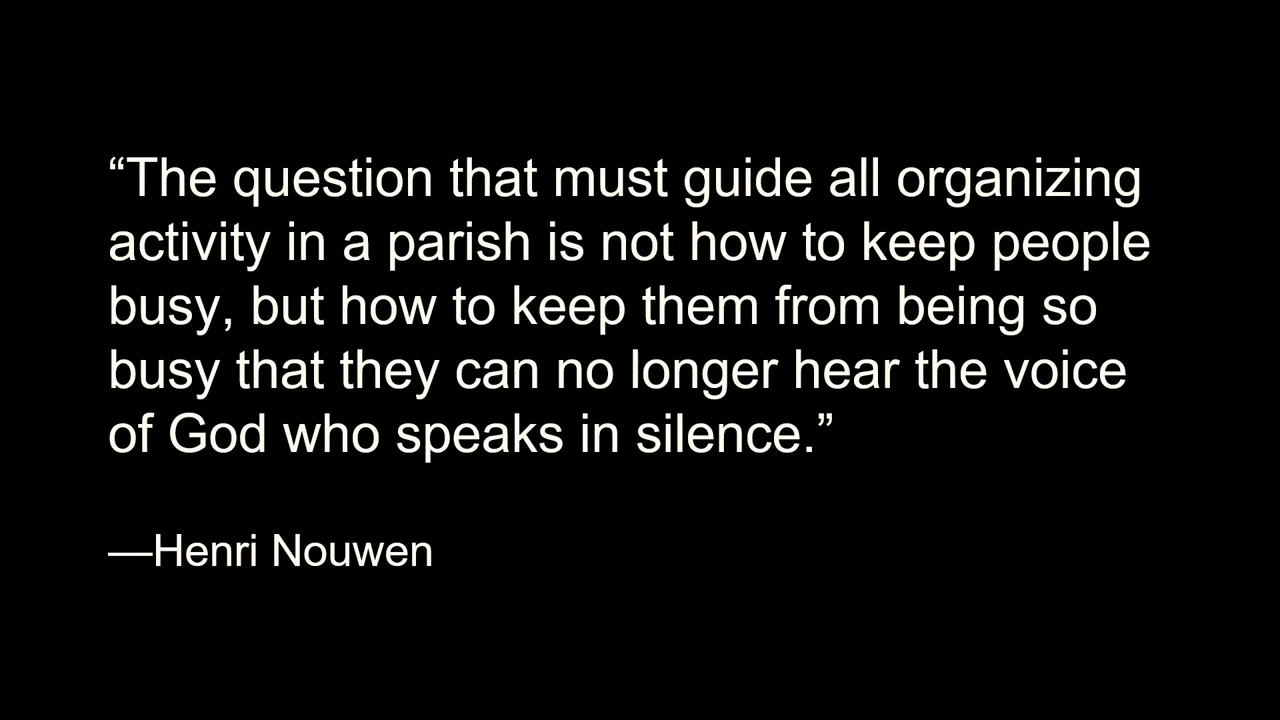 “The question that must guide all organizing
activity in a parish is not how to keep people
busy, but how to keep them from being so
busy that they can no longer hear the voice
of God who speaks in silence.”
—Henri Nouwen